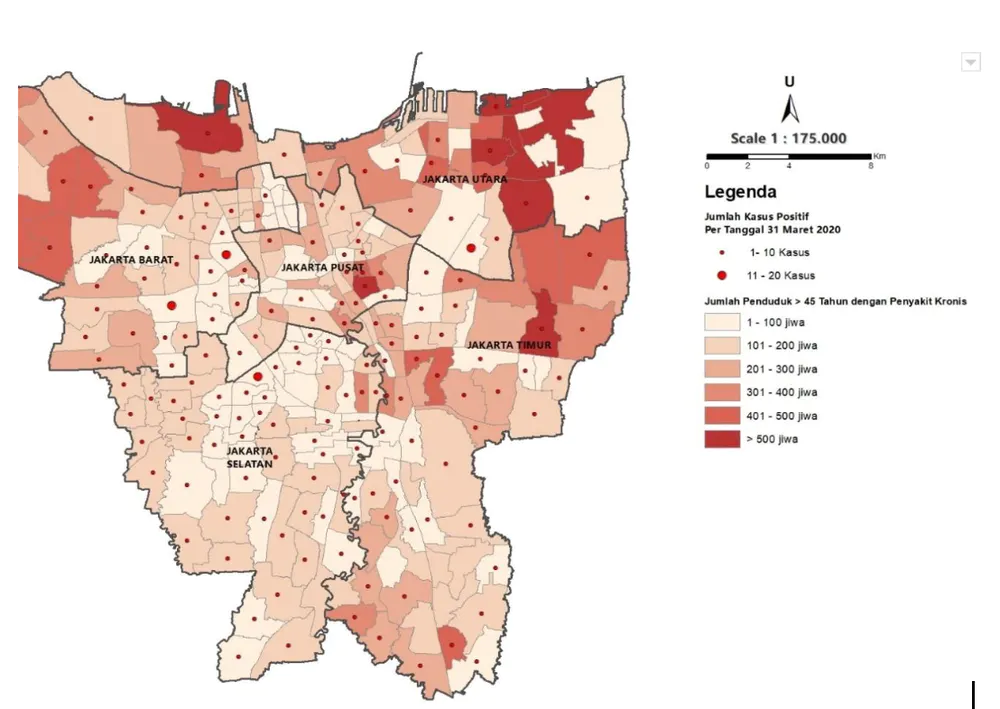 U
Scale 1 : 175.000
Km
0 2 4 8
Legenda
Jumlah Kasus Positif
Per Tanggal 31 Maret 2020
1- 10 Kasus
11 - 20 Kasus
Jumlah Penduduk > 45 Tahun dengan Penyakit Kronis
1 - 100 jiwa
101 - 200 jiwa
201 - 300 jiwa
301 - 400 jiwa
401 - 500 jiwa
> 500 jiwa
JAKARTA UTARA
JAKARTA BARAT
JAKARTA PUSAT
JAKARTA TIMUR
JAKARTA
SELATAN